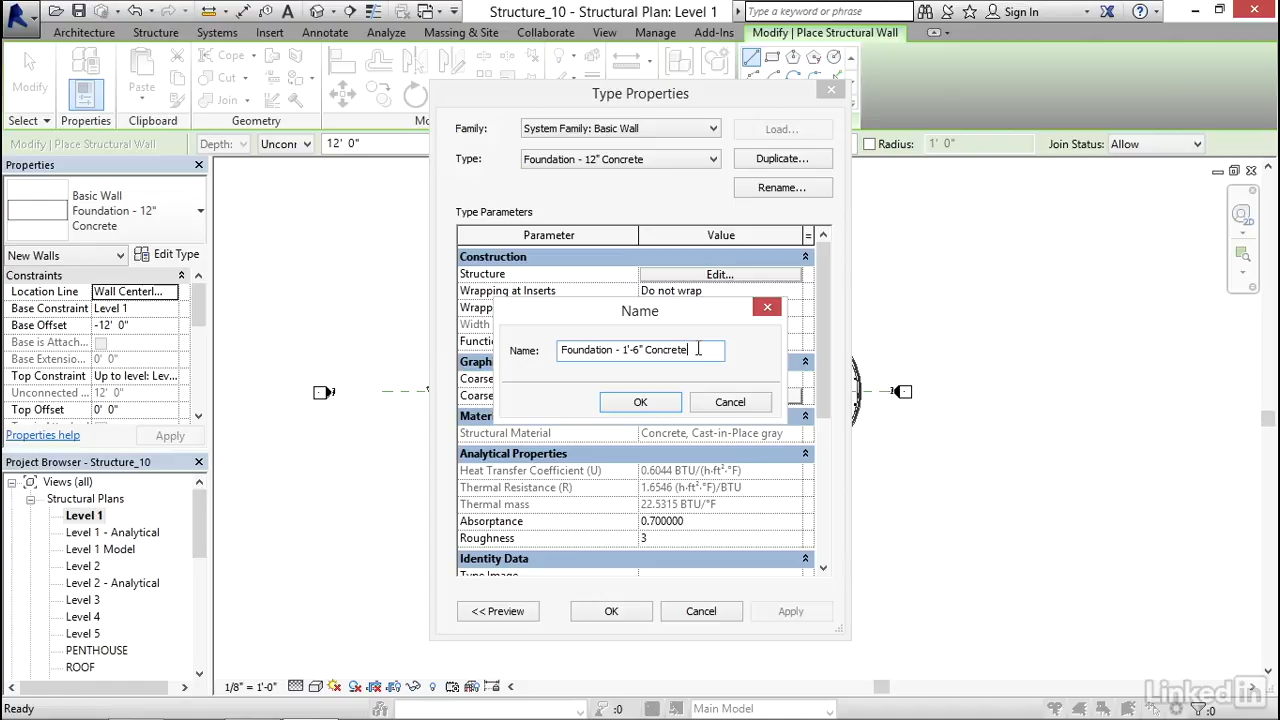 Structure_10 - Structural Plan: Level 1
Type a keyword or phrase
Sign In
Architecture Structure Systems Insert Annotate Analyze Massing & Site Collaborate View Manage Add-Ins Modify | Place Structural Wall
Modify
Paste
Cope
Cut
Join
Select Properties Clipboard Geometry
Modify | Place Structural Wall
Depth:
12' 0"
Radius:
1' 0"
Join Status: Allow
Type Properties
Family: System Family: Basic Wall Load...
Type: Foundation - 12" Concrete Duplicate...
Rename...
Type Parameters
Parameter Value =
Construction
Structure Edit...
Wrapping at Inserts Do not wrap
Width
Structural Material Concrete, Cast-in-Place gray
Analytical Properties
Heat Transfer Coefficient (U) 0.6044 BTU/(h·ft²·°F)
Thermal Resistance (R) 1.6546 (h·ft²·°F)/BTU
Thermal mass 22.5315 BTU/°F
Absorptance 0.700000
Roughness 3
Identity Data
<< Preview OK Cancel Apply
Name
Name: Foundation - 1'-6" Concrete
OK Cancel
Properties
Basic Wall
Foundation - 12"
Concrete
New Walls Edit Type
Constraints
Location Line Wall Centerl...
Base Constraint Level 1
Base Offset -12' 0"
Base is Attach...
Base Extensio... 0' 0"
Top Constraint Up to level: Lev...
Unconnected ... 12' 0"
Top Offset 0' 0"
Properties help Apply
Project Browser - Structure_10
Views (all)
Structural Plans
Level 1
Level 1 - Analytical
Level 1 Model
Level 2
Level 2 - Analytical
Level 3
Level 4
Level 5
PENTHOUSE
ROOF
1/8" = 1'-0"
Ready
:0
Main Model
:0
Linked in